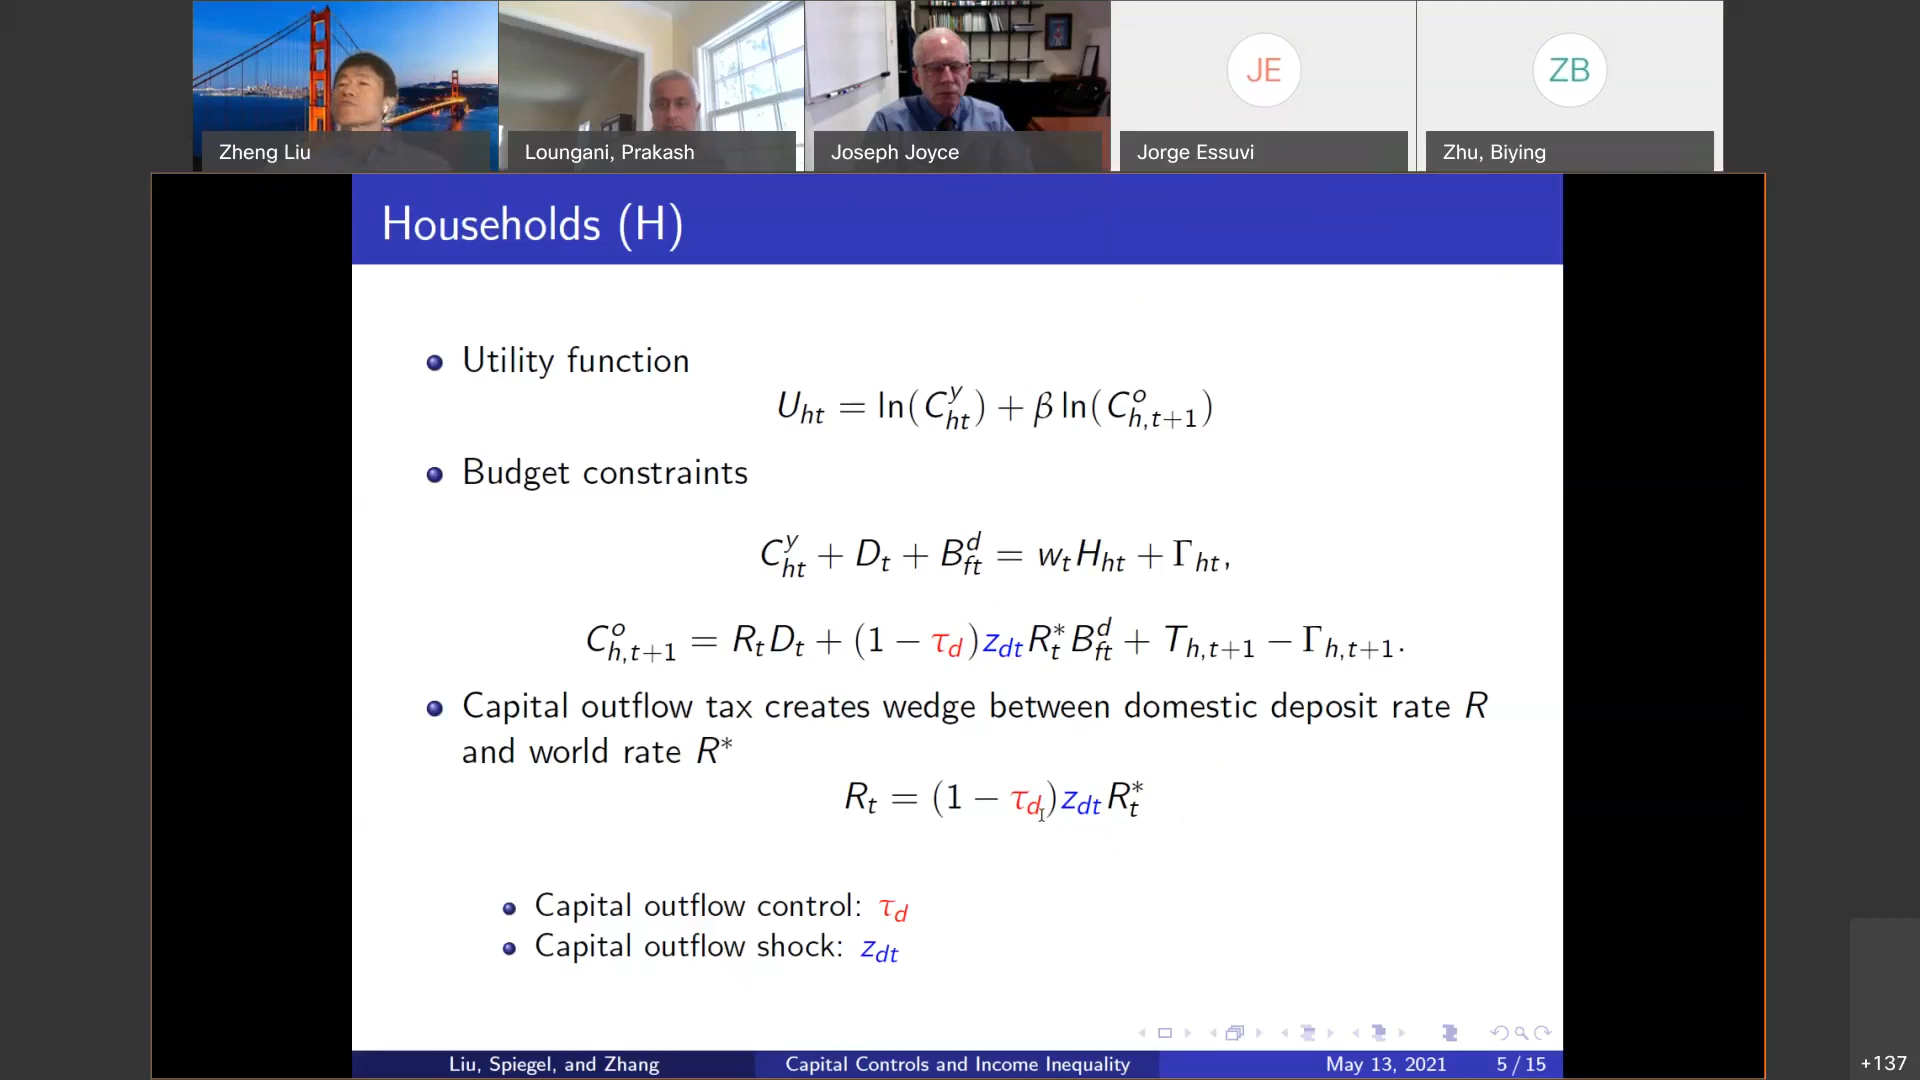 Zheng Liu
Loungani, Prakash
Joseph Joyce
JE
Jorge Essuvi
ZB
Zhu, Biying
Households (H)
Utility function
U_{ht} = ln(C^y_{ht}) + β ln(C^o_{h,t+1})
Budget constraints
C^y_{ht} + D_t + B^d_{ft} = w_t H_{ht} + Γ_{ht},
C^o_{h,t+1} = R_t D_t + (1 − τ_d) z_{dt} R^*_t B^d_{ft} + T_{h,t+1} − Γ_{h,t+1}.
Capital outflow tax creates wedge between domestic deposit rate R
and world rate R^*
R_t = (1 − τ_d) z_{dt} R^*_t
Capital outflow control: τ_d
Capital outflow shock: z_{dt}
Liu, Spiegel, and Zhang
Capital Controls and Income Inequality
May 13, 2021
5 / 15
+137